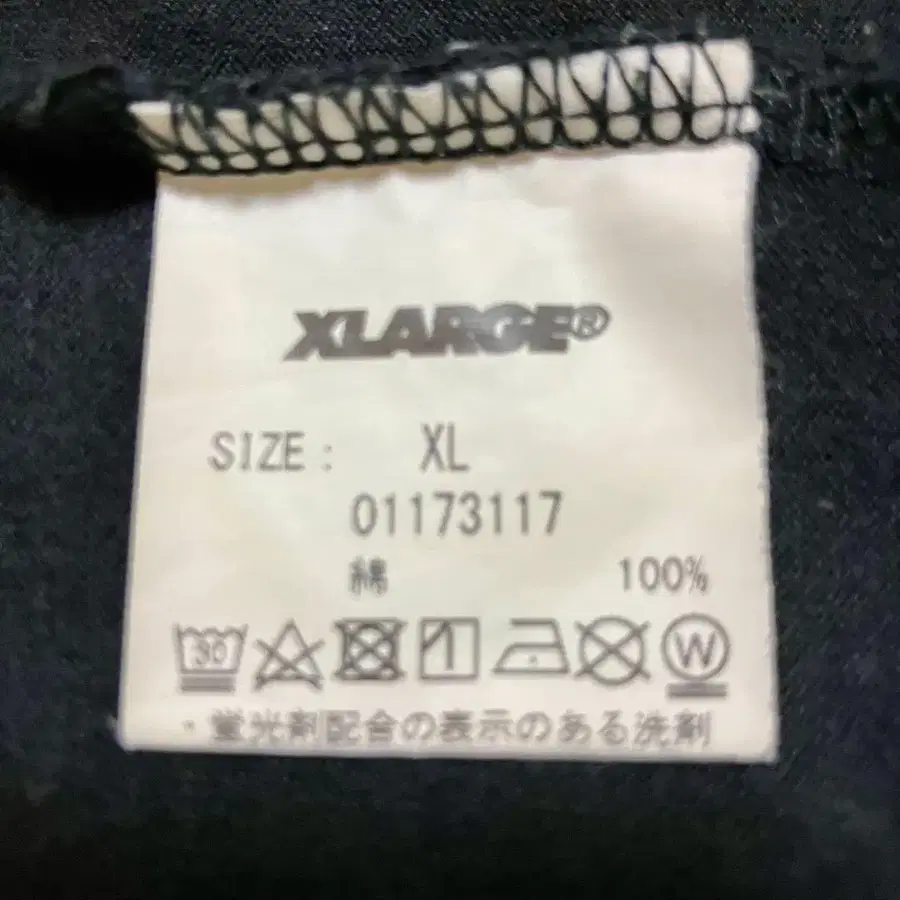 XLARGE®
SIZE : XL
01173117
綿 100%
30 W
・蛍光剤配合の表示のある洗剤